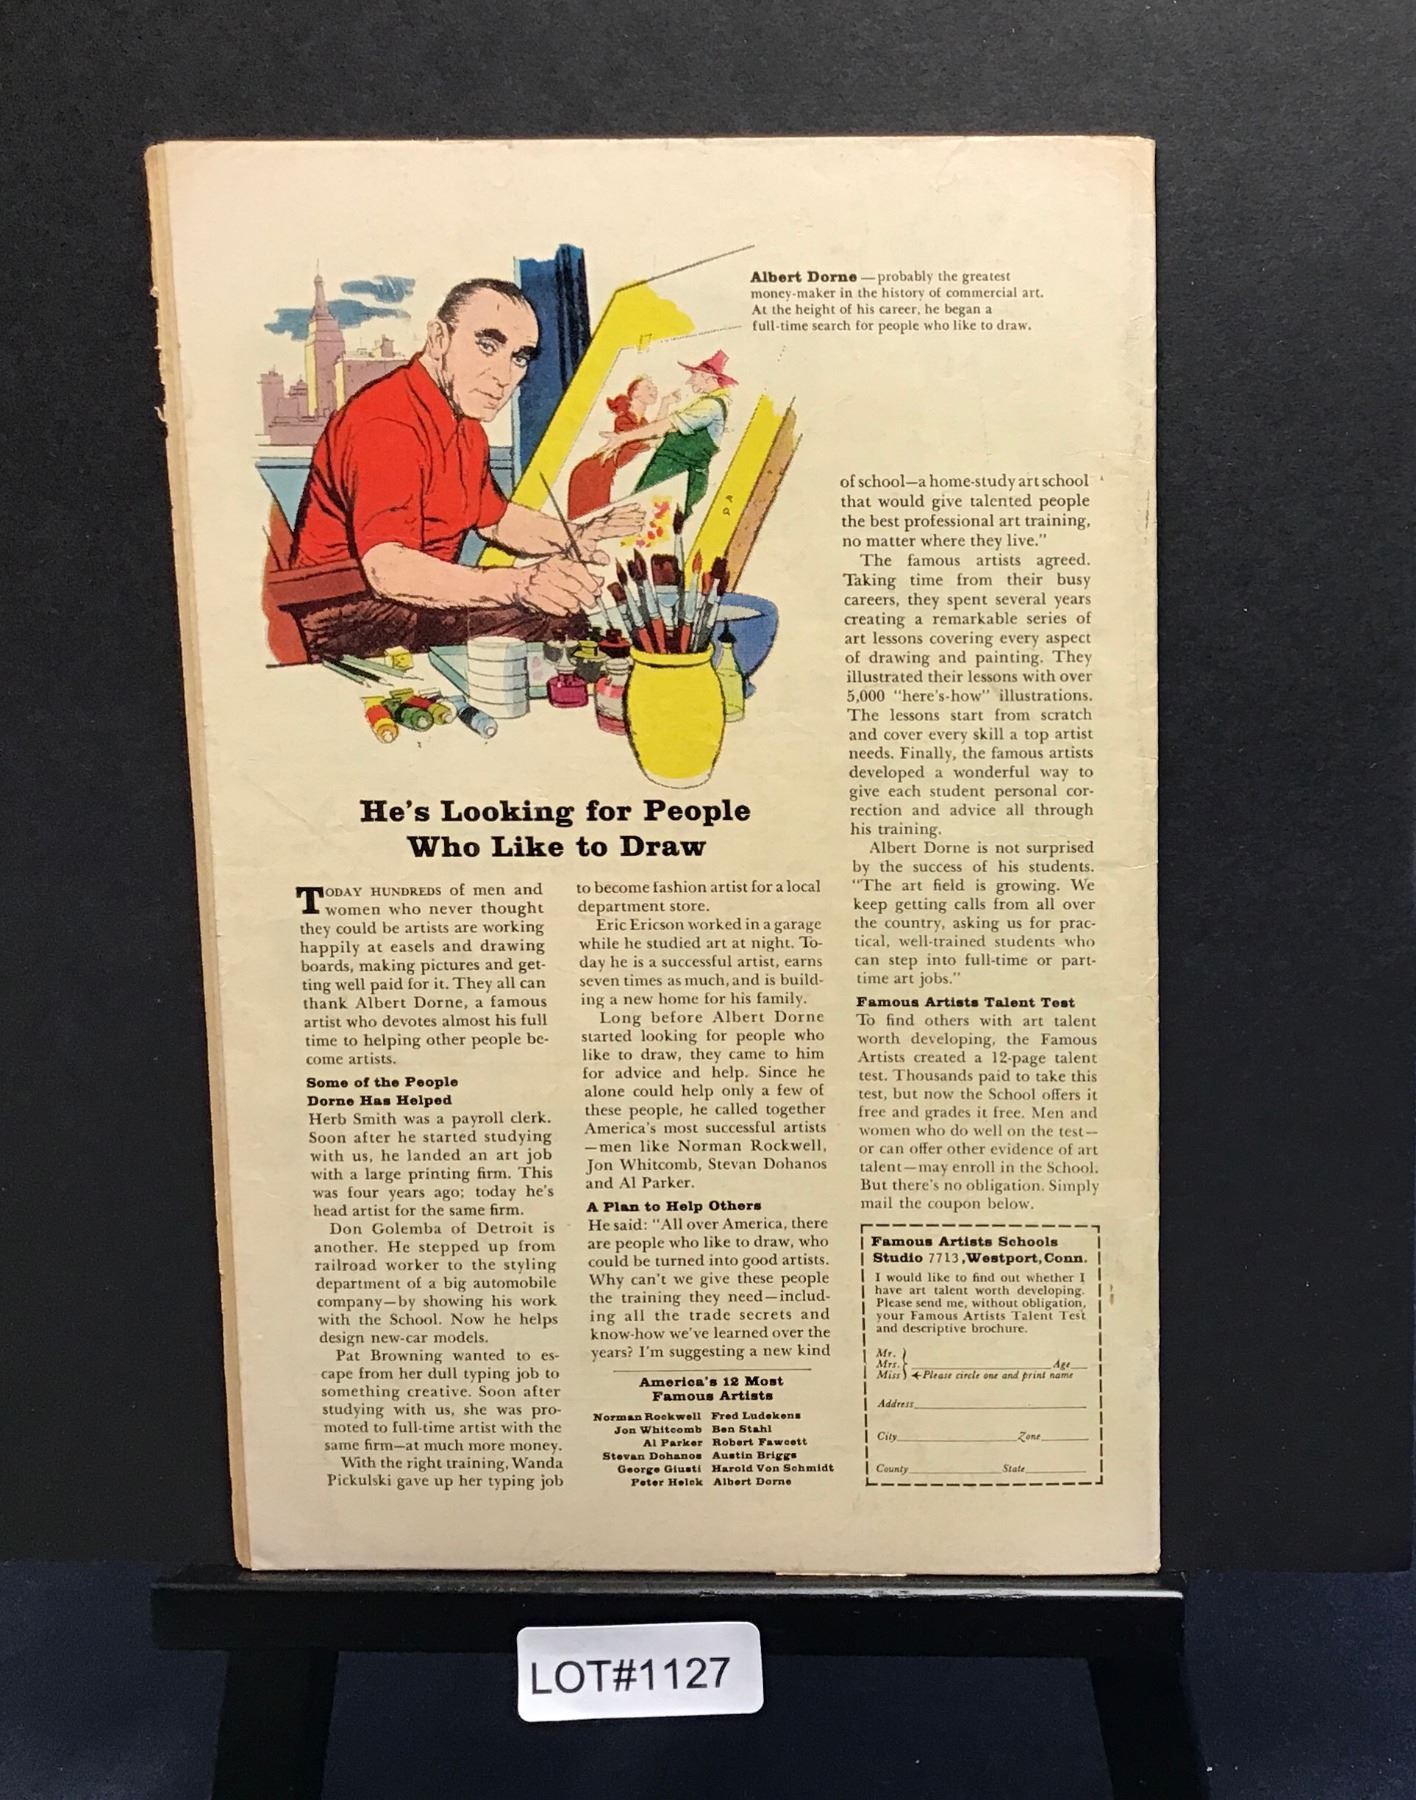 Albert Dorne — probably the greatest
money-maker in the history of commercial art.
At the height of his career, he began a
full-time search for people who like to draw.
He's Looking for People
Who Like to Draw
TODAY HUNDREDS of men and
women who never thought
they could be artists are working
happily at easels and drawing
boards, making pictures and get-
ting well paid for it. They all can
thank Albert Dorne, a famous
artist who devotes almost his full
time to helping other people be-
come artists.
Some of the People
Dorne Has Helped
Herb Smith was a payroll clerk.
Soon after he started studying
with us, he landed an art job
with a large printing firm. This
was four years ago; today he's
head artist for the same firm.
Don Golemba of Detroit is
another. He stepped up from
railroad worker to the styling
department of a big automobile
company—by showing his work
with the School. Now he helps
design new-car models.
Pat Browning wanted to es-
cape from her dull typing job to
something creative. Soon after
studying with us, she was pro-
moted to full-time artist with the
same firm—at much more money.
With the right training, Wanda
Pickulski gave up her typing job
to become fashion artist for a local
department store.
Eric Ericson worked in a garage
while he studied art at night. To-
day he is a successful artist, earns
seven times as much, and is build-
ing a new home for his family.
Long before Albert Dorne
started looking for people who
like to draw, they came to him
for advice and help. Since he
alone could help only a few of
these people, he called together
America's most successful artists
—men like Norman Rockwell,
Jon Whitcomb, Stevan Dohanos
and Al Parker.
A Plan to Help Others
He said: "All over America, there
are people who like to draw, who
could be turned into good artists.
Why can't we give these people
the training they need—includ-
ing all the trade secrets and
know-how we've learned over the
years? I'm suggesting a new kind
America's 12 Most
Famous Artists
Norman Rockwell Fred Ludekens
Jon Whitcomb Ben Stahl
Al Parker Robert Fawcett
Stevan Dohanos Austin Briggs
George Giusti Harold Von Schmidt
Peter Helck Albert Dorne
of school—a home-study art school
that would give talented people
the best professional art training,
no matter where they live."
The famous artists agreed.
Taking time from their busy
careers, they spent several years
creating a remarkable series of
art lessons covering every aspect
of drawing and painting. They
illustrated their lessons with over
5,000 "here's-how" illustrations.
The lessons start from scratch
and cover every skill a top artist
needs. Finally, the famous artists
developed a wonderful way to
give each student personal cor-
rection and advice all through
his training.
Albert Dorne is not surprised
by the success of his students.
"The art field is growing. We
keep getting calls from all over
the country, asking us for prac-
tical, well-trained students who
can step into full-time or part-
time art jobs."
Famous Artists Talent Test
To find others with art talent
worth developing, the Famous
Artists created a 12-page talent
test. Thousands paid to take this
test, but now the School offers it
free and grades it free. Men and
women who do well on the test—
or can offer other evidence of art
talent—may enroll in the School.
But there's no obligation. Simply
mail the coupon below.
Famous Artists Schools
Studio 7713, Westport, Conn.
I would like to find out whether I
have art talent worth developing.
Please send me, without obligation,
your Famous Artists Talent Test
and descriptive brochure.
Mr.
Mrs. Age
Miss ←Please circle one and print name
Address
City Zone
County State
LOT#1127